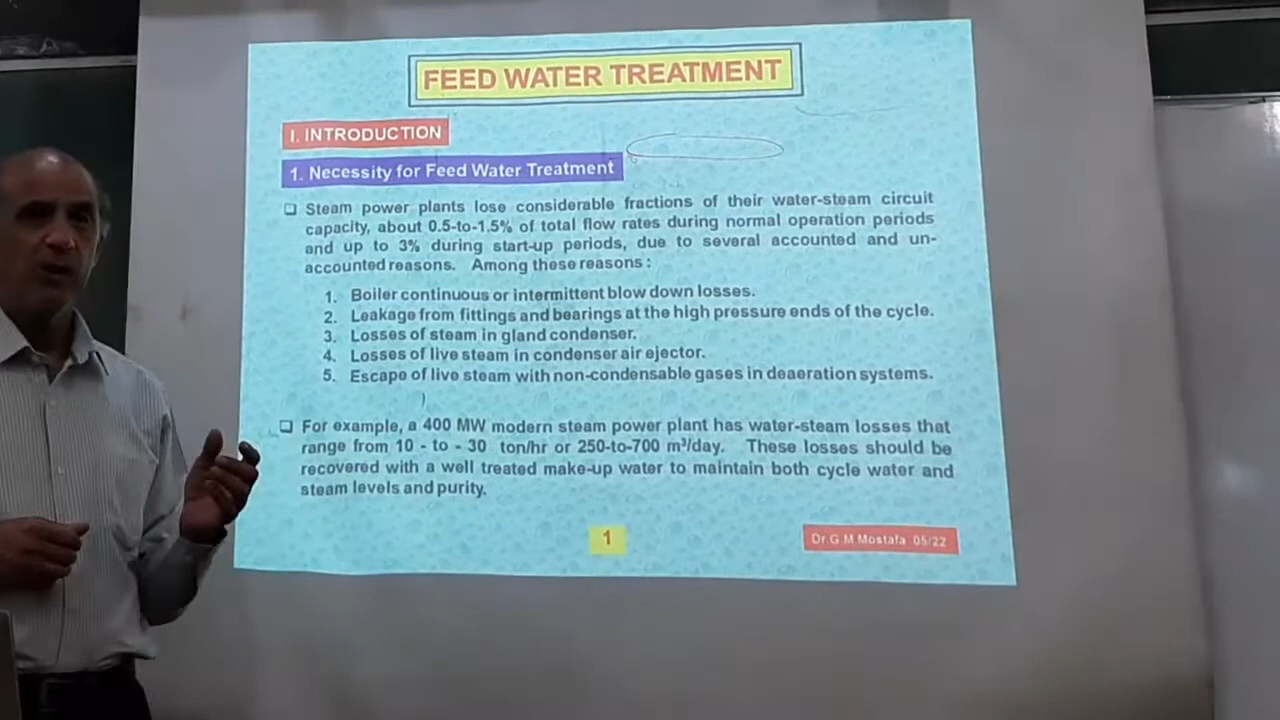 FEED WATER TREATMENT
I. INTRODUCTION
1. Necessity for Feed Water Treatment
❑ Steam power plants lose considerable fractions of their water-steam circuit
capacity, about 0.5-to-1.5% of total flow rates during normal operation periods
and up to 3% during start-up periods, due to several accounted and un-
accounted reasons. Among these reasons :
1. Boiler continuous or intermittent blow down losses.
2. Leakage from fittings and bearings at the high pressure ends of the cycle.
3. Losses of steam in gland condenser.
4. Losses of live steam in condenser air ejector.
5. Escape of live steam with non-condensable gases in deaeration systems.
❑ For example, a 400 MW modern steam power plant has water-steam losses that
range from 10 - to - 30 ton/hr or 250-to-700 m³/day. These losses should be
recovered with a well treated make-up water to maintain both cycle water and
steam levels and purity.
1
Dr G M Mostafa 05/22